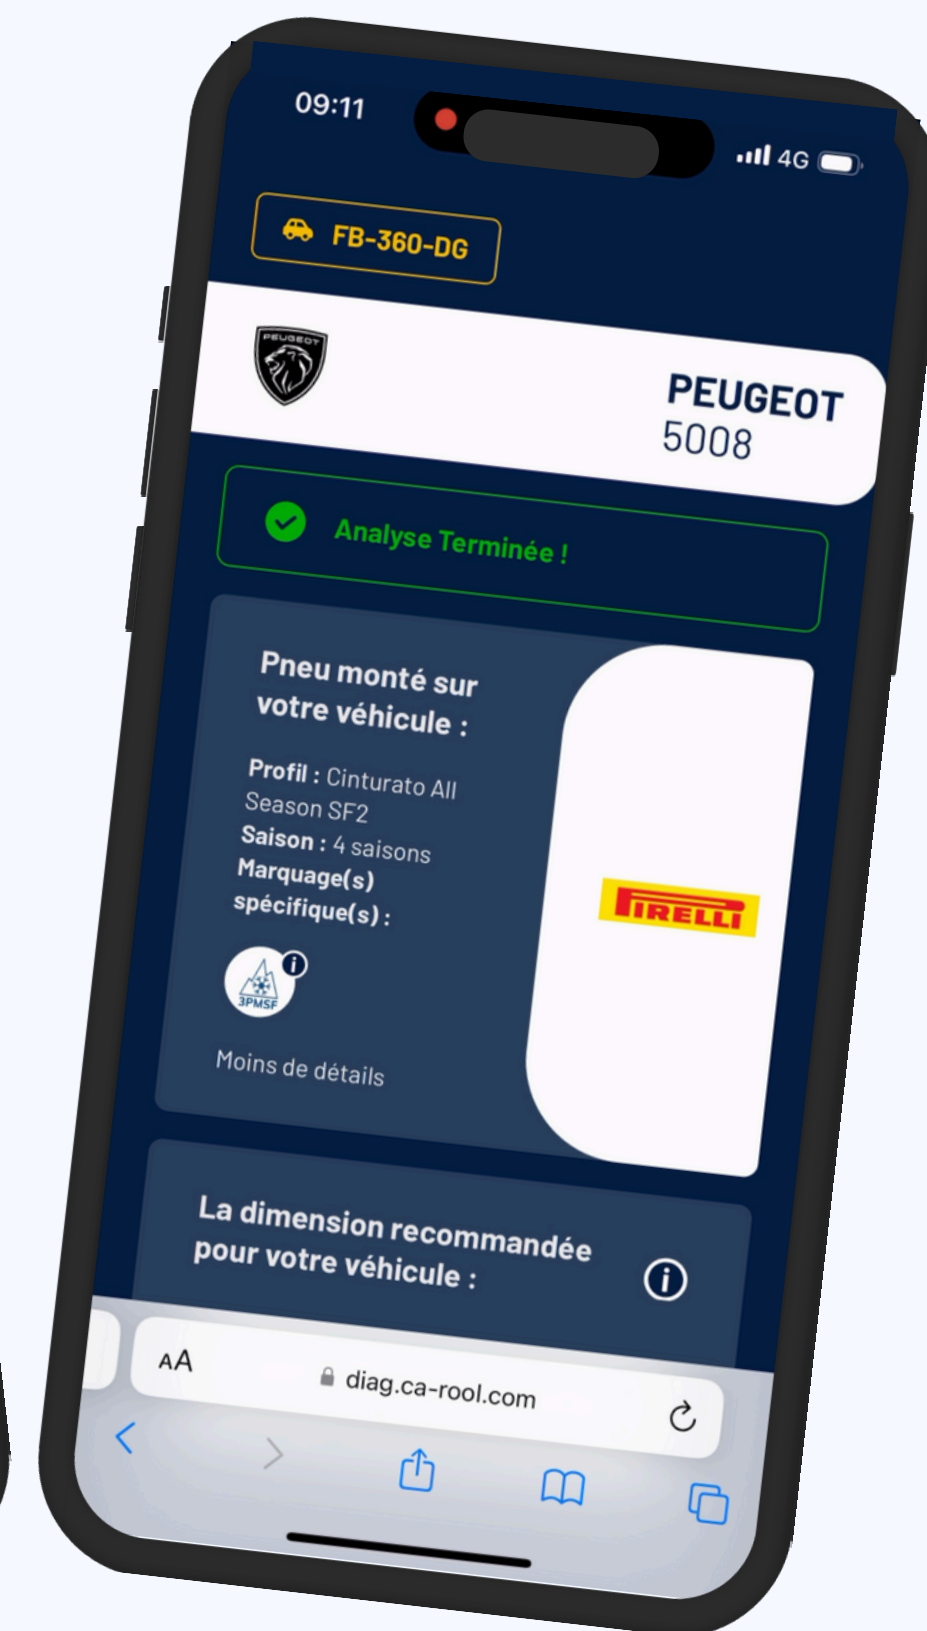 09:11
4G
FB-360-DG
PEUGEOT
PEUGEOT
5008
Analyse Terminée !
Pneu monté sur
votre véhicule :
Profil : Cinturato All
Season SF2
Saison : 4 saisons
Marquage(s)
spécifique(s) :
i
3PMSF
PIRELLI
Moins de détails
La dimension recommandée
pour votre véhicule :
i
AA
diag.ca-rool.com